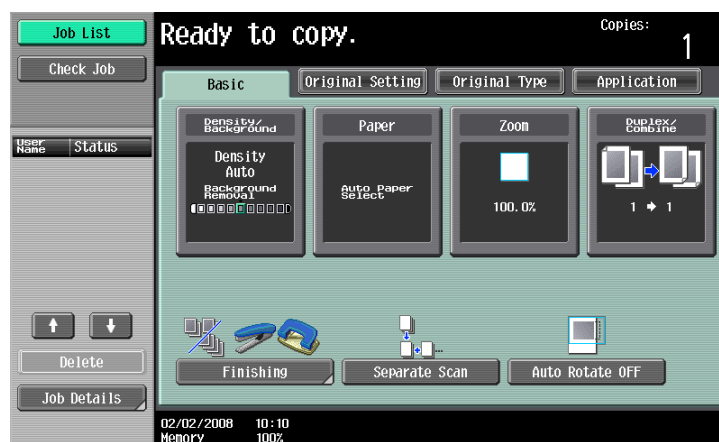 Job List
Ready to copy.
Copies:
1
Check Job
Basic
Original Setting
Original Type
Application
User Name
Status
Density/
Background
Paper
Zoom
Duplex/
Combine
Density
Auto
Background
Removal
Auto Paper
Select
100.0%
1 → 1
Delete
Job Details
Finishing
Separate Scan
Auto Rotate OFF
02/02/2008 10:10
Memory 100%